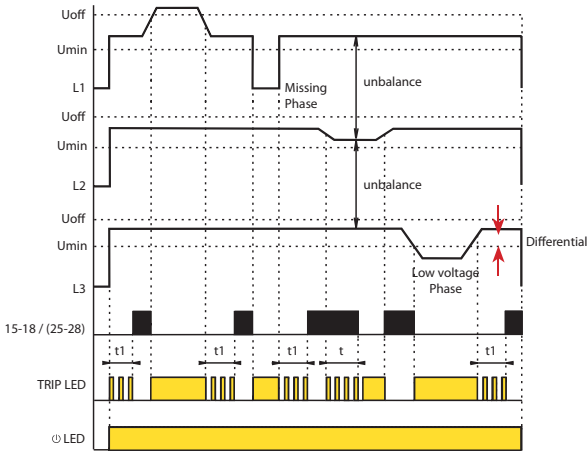 Uoff
Umin
L1
Missing
Phase
unbalance
Uoff
Umin
L2
unbalance
Uoff
Umin
L3
Differential
Low voltage
Phase
15-18 / (25-28)
t1 t1 t1 t t1
TRIP LED
LED